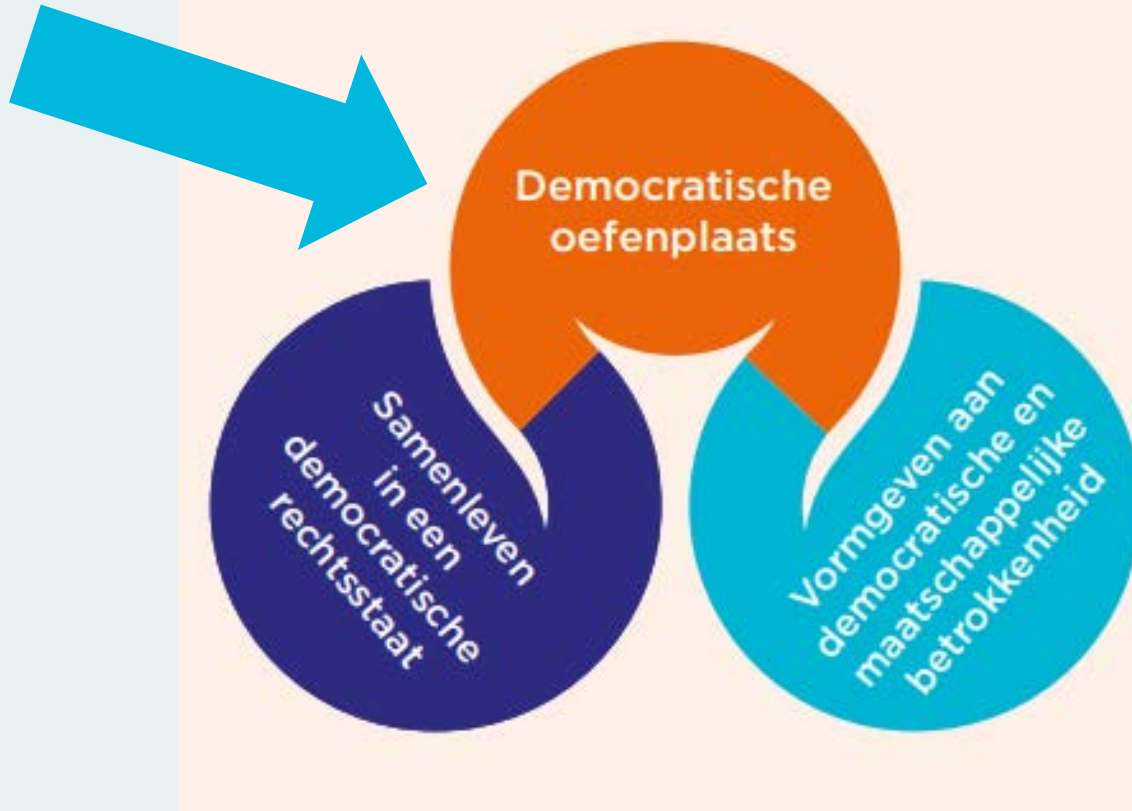 Democratische
oefenplaats
Samenleven
in een
democratische
rechtsstaat
Vormgeven aan
democratische en
maatschappelijke
betrokkenheid